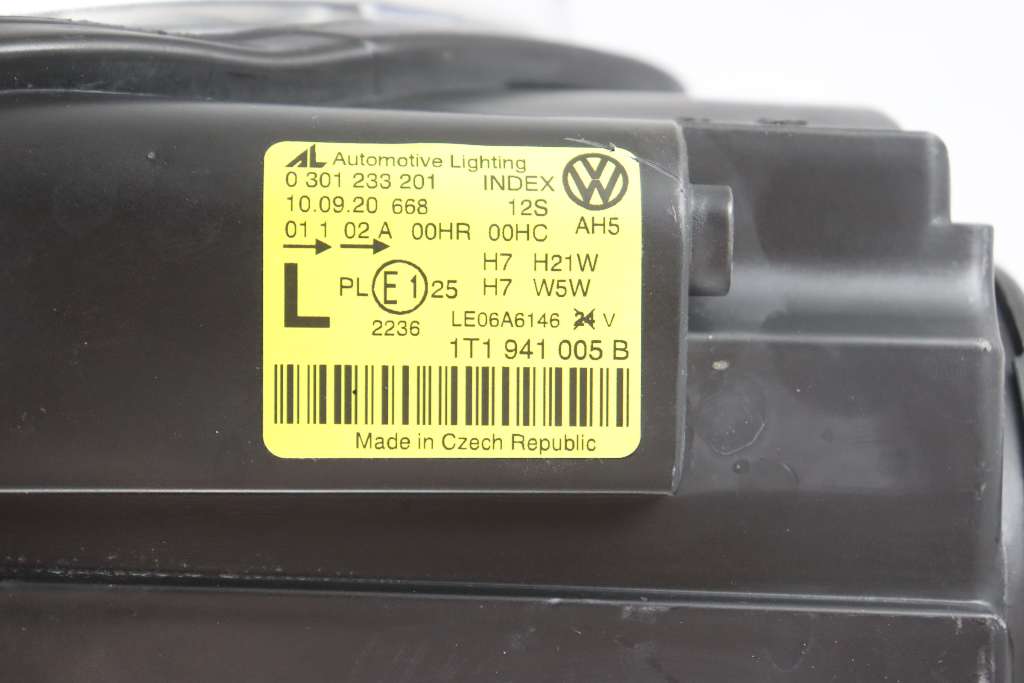 AL Automotive Lighting
0 301 233 201 INDEX
10.09.20 668 12S
01 1 02 A 00HR 00HC AH5
H7 H21W
L PL E1 25 H7 W5W
2236 LE06A6146 24 V
1T1 941 005 B
Made in Czech Republic